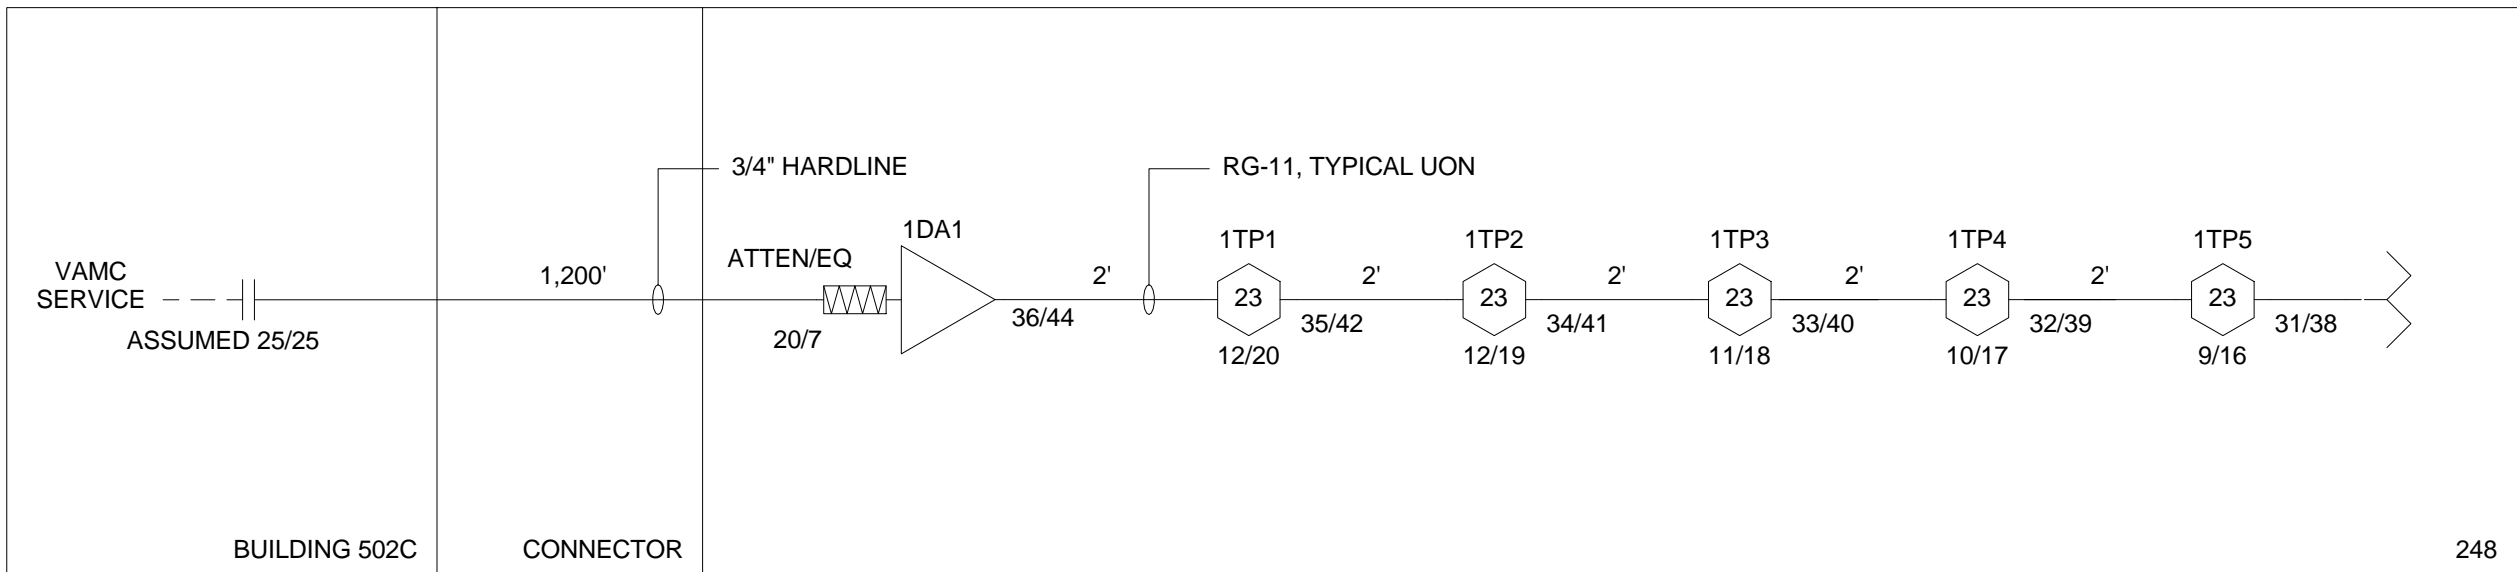 3/4" HARDLINE
RG-11, TYPICAL UON
1DA1
1TP1
1TP2
1TP3
1TP4
1TP5
ATTEN/EQ
VAMC
SERVICE
1,200'
2'
2'
2'
2'
2'
23
23
23
23
23
ASSUMED 25/25
20/7
36/44
35/42
34/41
33/40
32/39
31/38
12/20
12/19
11/18
10/17
9/16
BUILDING 502C
CONNECTOR
248